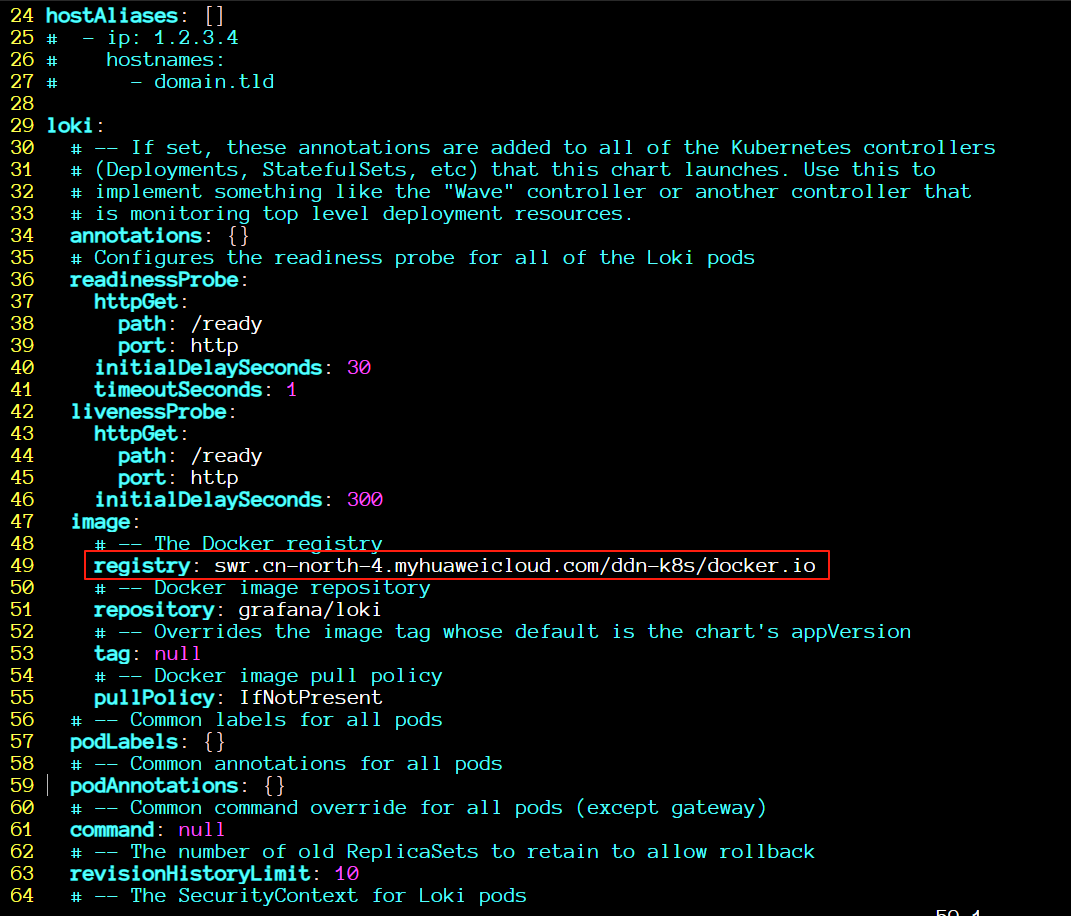 24 hostAliases: []
25 #  - ip: 1.2.3.4
26 #    hostnames:
27 #      - domain.tld
28
29 loki:
30   # -- If set, these annotations are added to all of the Kubernetes controllers
31   # (Deployments, StatefulSets, etc) that this chart launches. Use this to
32   # implement something like the "Wave" controller or another controller that
33   # is monitoring top level deployment resources.
34   annotations: {}
35   # Configures the readiness probe for all of the Loki pods
36   readinessProbe:
37     httpGet:
38       path: /ready
39       port: http
40     initialDelaySeconds: 30
41     timeoutSeconds: 1
42   livenessProbe:
43     httpGet:
44       path: /ready
45       port: http
46     initialDelaySeconds: 300
47   image:
48     # -- The Docker registry
49     registry: swr.cn-north-4.myhuaweicloud.com/ddn-k8s/docker.io
50     # -- Docker image repository
51     repository: grafana/loki
52     # -- Overrides the image tag whose default is the chart's appVersion
53     tag: null
54     # -- Docker image pull policy
55     pullPolicy: IfNotPresent
56   # -- Common labels for all pods
57   podLabels: {}
58   # -- Common annotations for all pods
59   podAnnotations: {}
60   # -- Common command override for all pods (except gateway)
61   command: null
62   # -- The number of old ReplicaSets to retain to allow rollback
63   revisionHistoryLimit: 10
64   # -- The SecurityContext for Loki pods